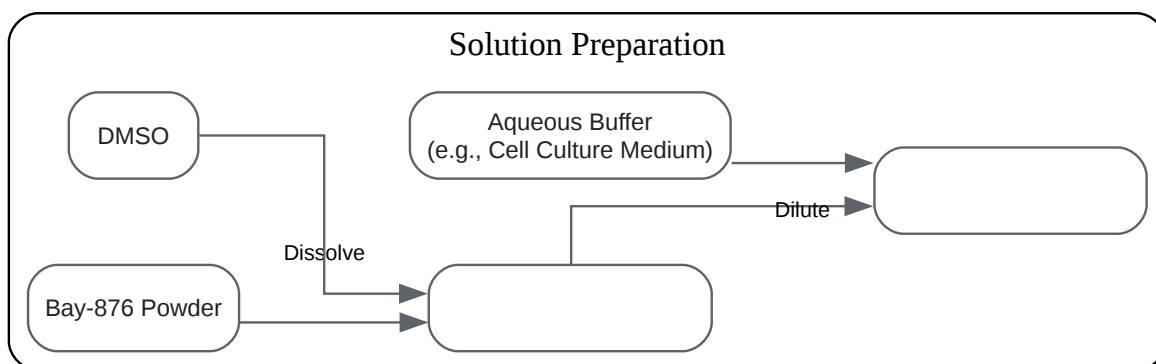 Solution Preparation
DMSO
Aqueous Buffer
(e.g., Cell Culture Medium)
Dilute
Dissolve
Bay-876 Powder